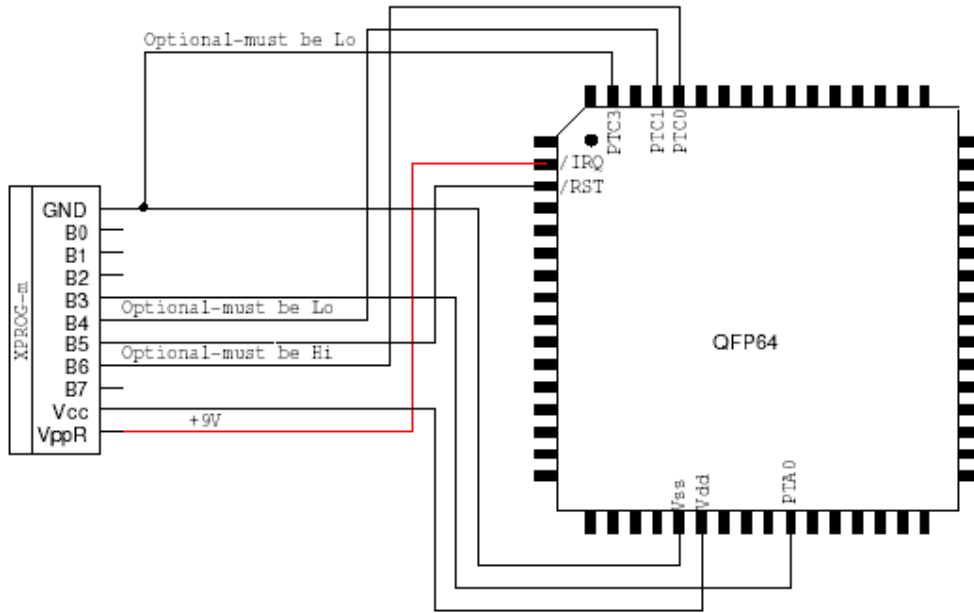 Optional-must be Lo
PTC3
PTC1
PTC0
/IRQ
/RST
XPROG-m
GND
B0
B1
B2
B3
Optional-must be Lo
B4
B5
Optional-must be Hi
B6
B7
Vcc
+9V
VppR
QFP64
Vss
Vdd
PTA0